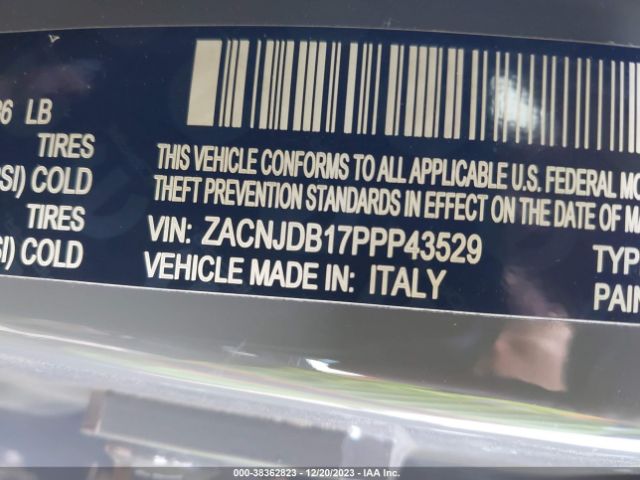 36 LB
TIRES
SI) COLD
TIRES
SI) COLD
THIS VEHICLE CONFORMS TO ALL APPLICABLE U.S. FEDERAL MO
THEFT PREVENTION STANDARDS IN EFFECT ON THE DATE OF MA
VIN: ZACNJDB17PPP43529
TYP
VEHICLE MADE IN: ITALY
PAIN
000-38362823 - 12/20/2023 - IAA Inc.